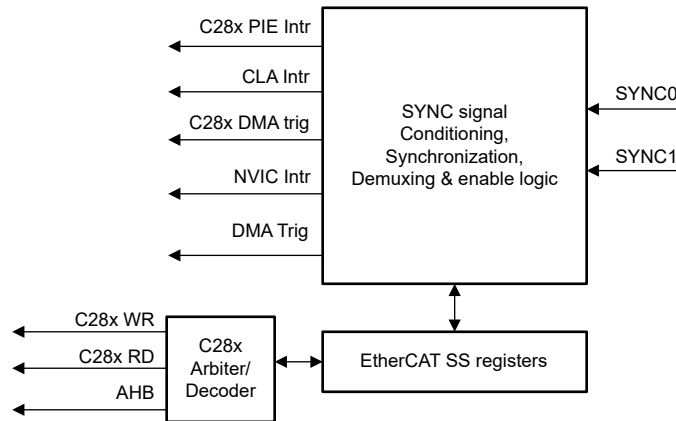 C28x PIE Intr
CLA Intr
C28x DMA trig
NVIC Intr
DMA Trig
SYNC signal
Conditioning,
Synchronization,
Demuxing & enable logic
SYNC0
SYNC1
C28x WR
C28x RD
AHB
C28x
Arbiter/
Decoder
EtherCAT SS registers